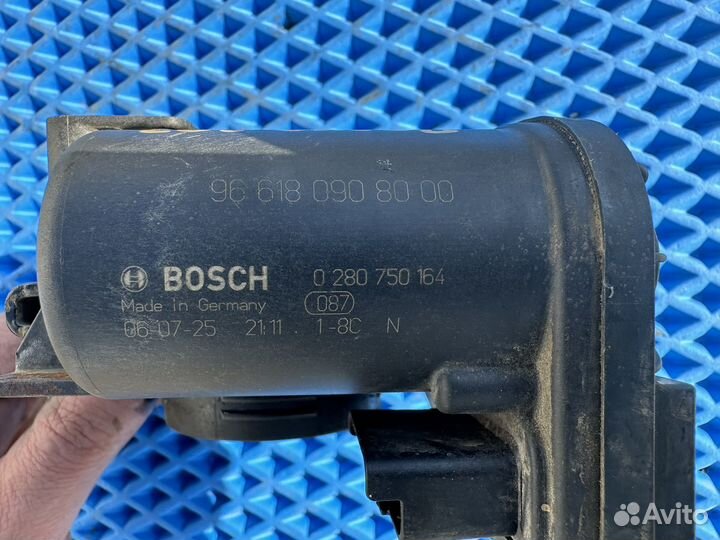 96 618 090 80 00
BOSCH 0 280 750 164
Made in Germany 087
06-07-25 21:11 1-8C N
Avito